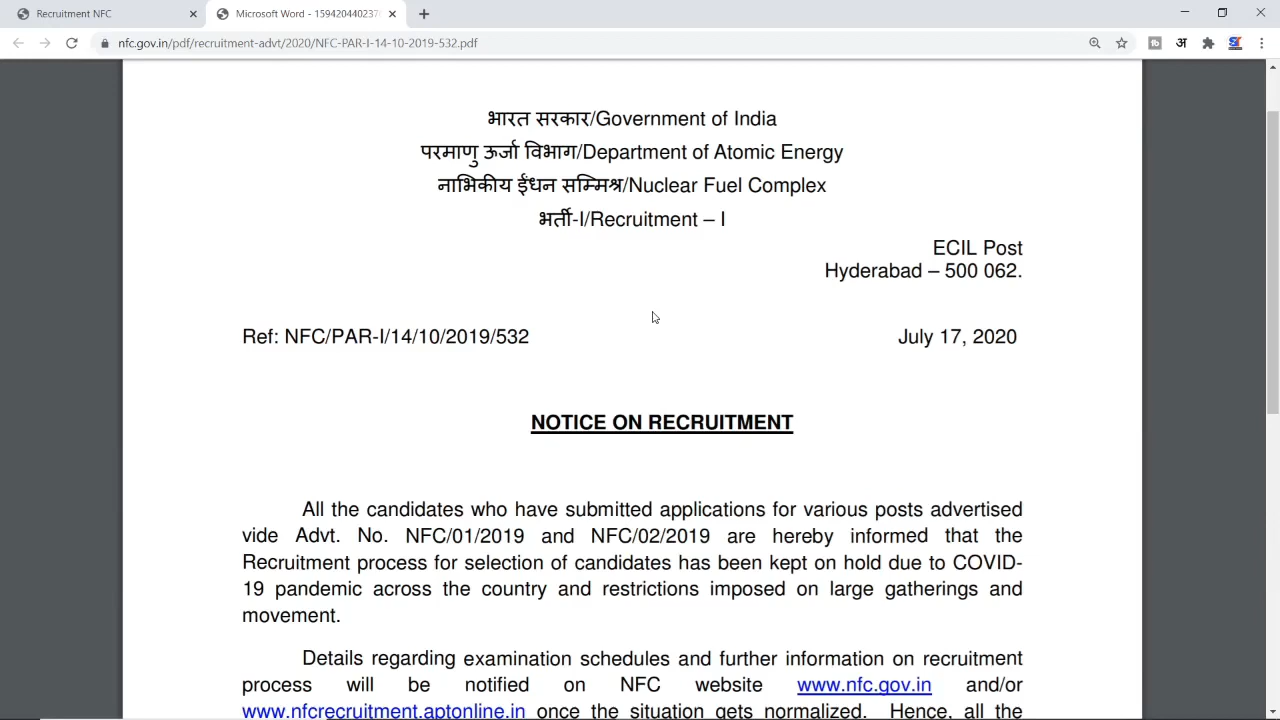 Recruitment NFC
Microsoft Word - 159420440237
nfc.gov.in/pdf/recruitment-advt/2020/NFC-PAR-I-14-10-2019-532.pdf
अ
भारत सरकार/Government of India
परमाणु ऊर्जा विभाग/Department of Atomic Energy
नाभिकीय ईंधन सम्मिश्र/Nuclear Fuel Complex
भर्ती-I/Recruitment – I
ECIL Post
Hyderabad – 500 062.
Ref: NFC/PAR-I/14/10/2019/532 July 17, 2020
NOTICE ON RECRUITMENT
All the candidates who have submitted applications for various posts advertised
vide Advt. No. NFC/01/2019 and NFC/02/2019 are hereby informed that the
Recruitment process for selection of candidates has been kept on hold due to COVID-
19 pandemic across the country and restrictions imposed on large gatherings and
movement.
Details regarding examination schedules and further information on recruitment
process will be notified on NFC website www.nfc.gov.in and/or
www.nfcrecruitment.aptonline.in once the situation gets normalized. Hence, all the